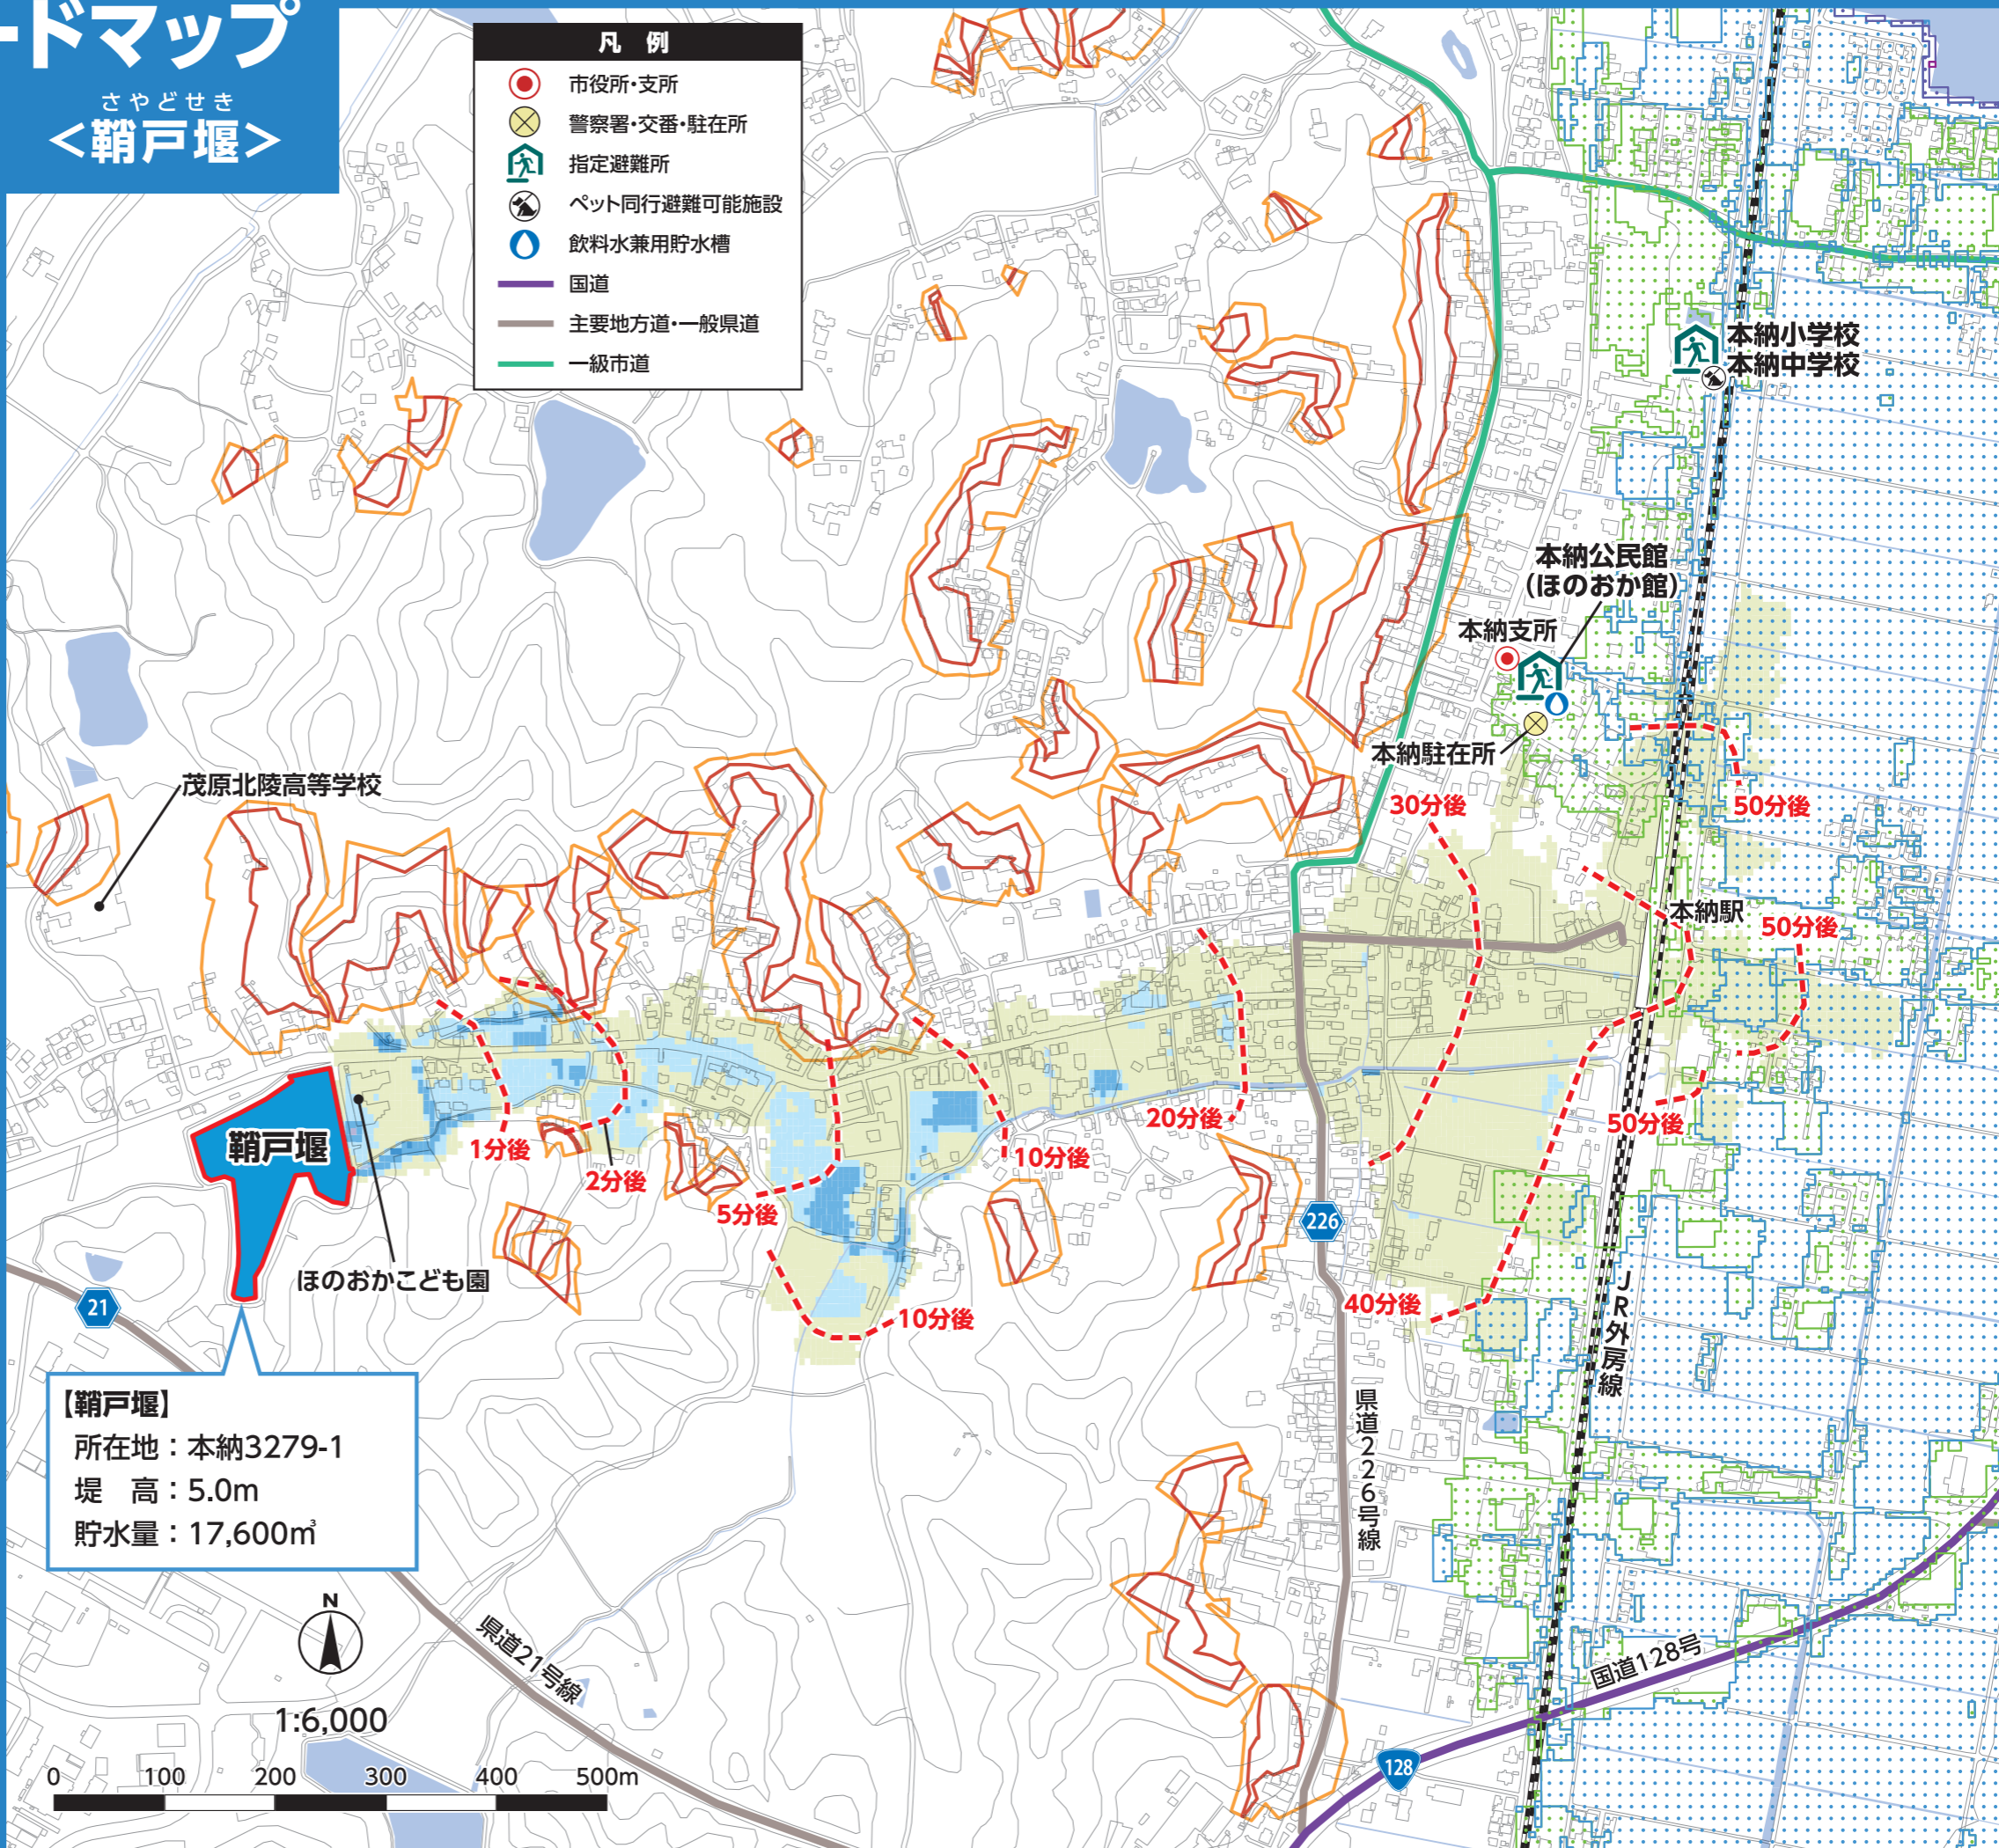 ードマップ
さやどせき
<鞘戸堰>
凡 例
市役所・支所
警察署・交番・駐在所
指定避難所
ペット同行避難可能施設
飲料水兼用貯水槽
国道
主要地方道・一般県道
一級市道
本納小学校
本納中学校
本納公民館
(ほのおか館)
本納支所
本納駐在所
茂原北陵高等学校
30分後
50分後
本納駅
50分後
鞘戸堰
1分後
2分後
5分後
10分後
20分後
50分後
10分後
40分後
ほのおかこども園
226
21
JR外房線
県道226号線
【鞘戸堰】
所在地:本納3279-1
堤 高:5.0m
貯水量:17,600㎥
N
1:6,000
0 100 200 300 400 500m
県道21号線
国道128号
128